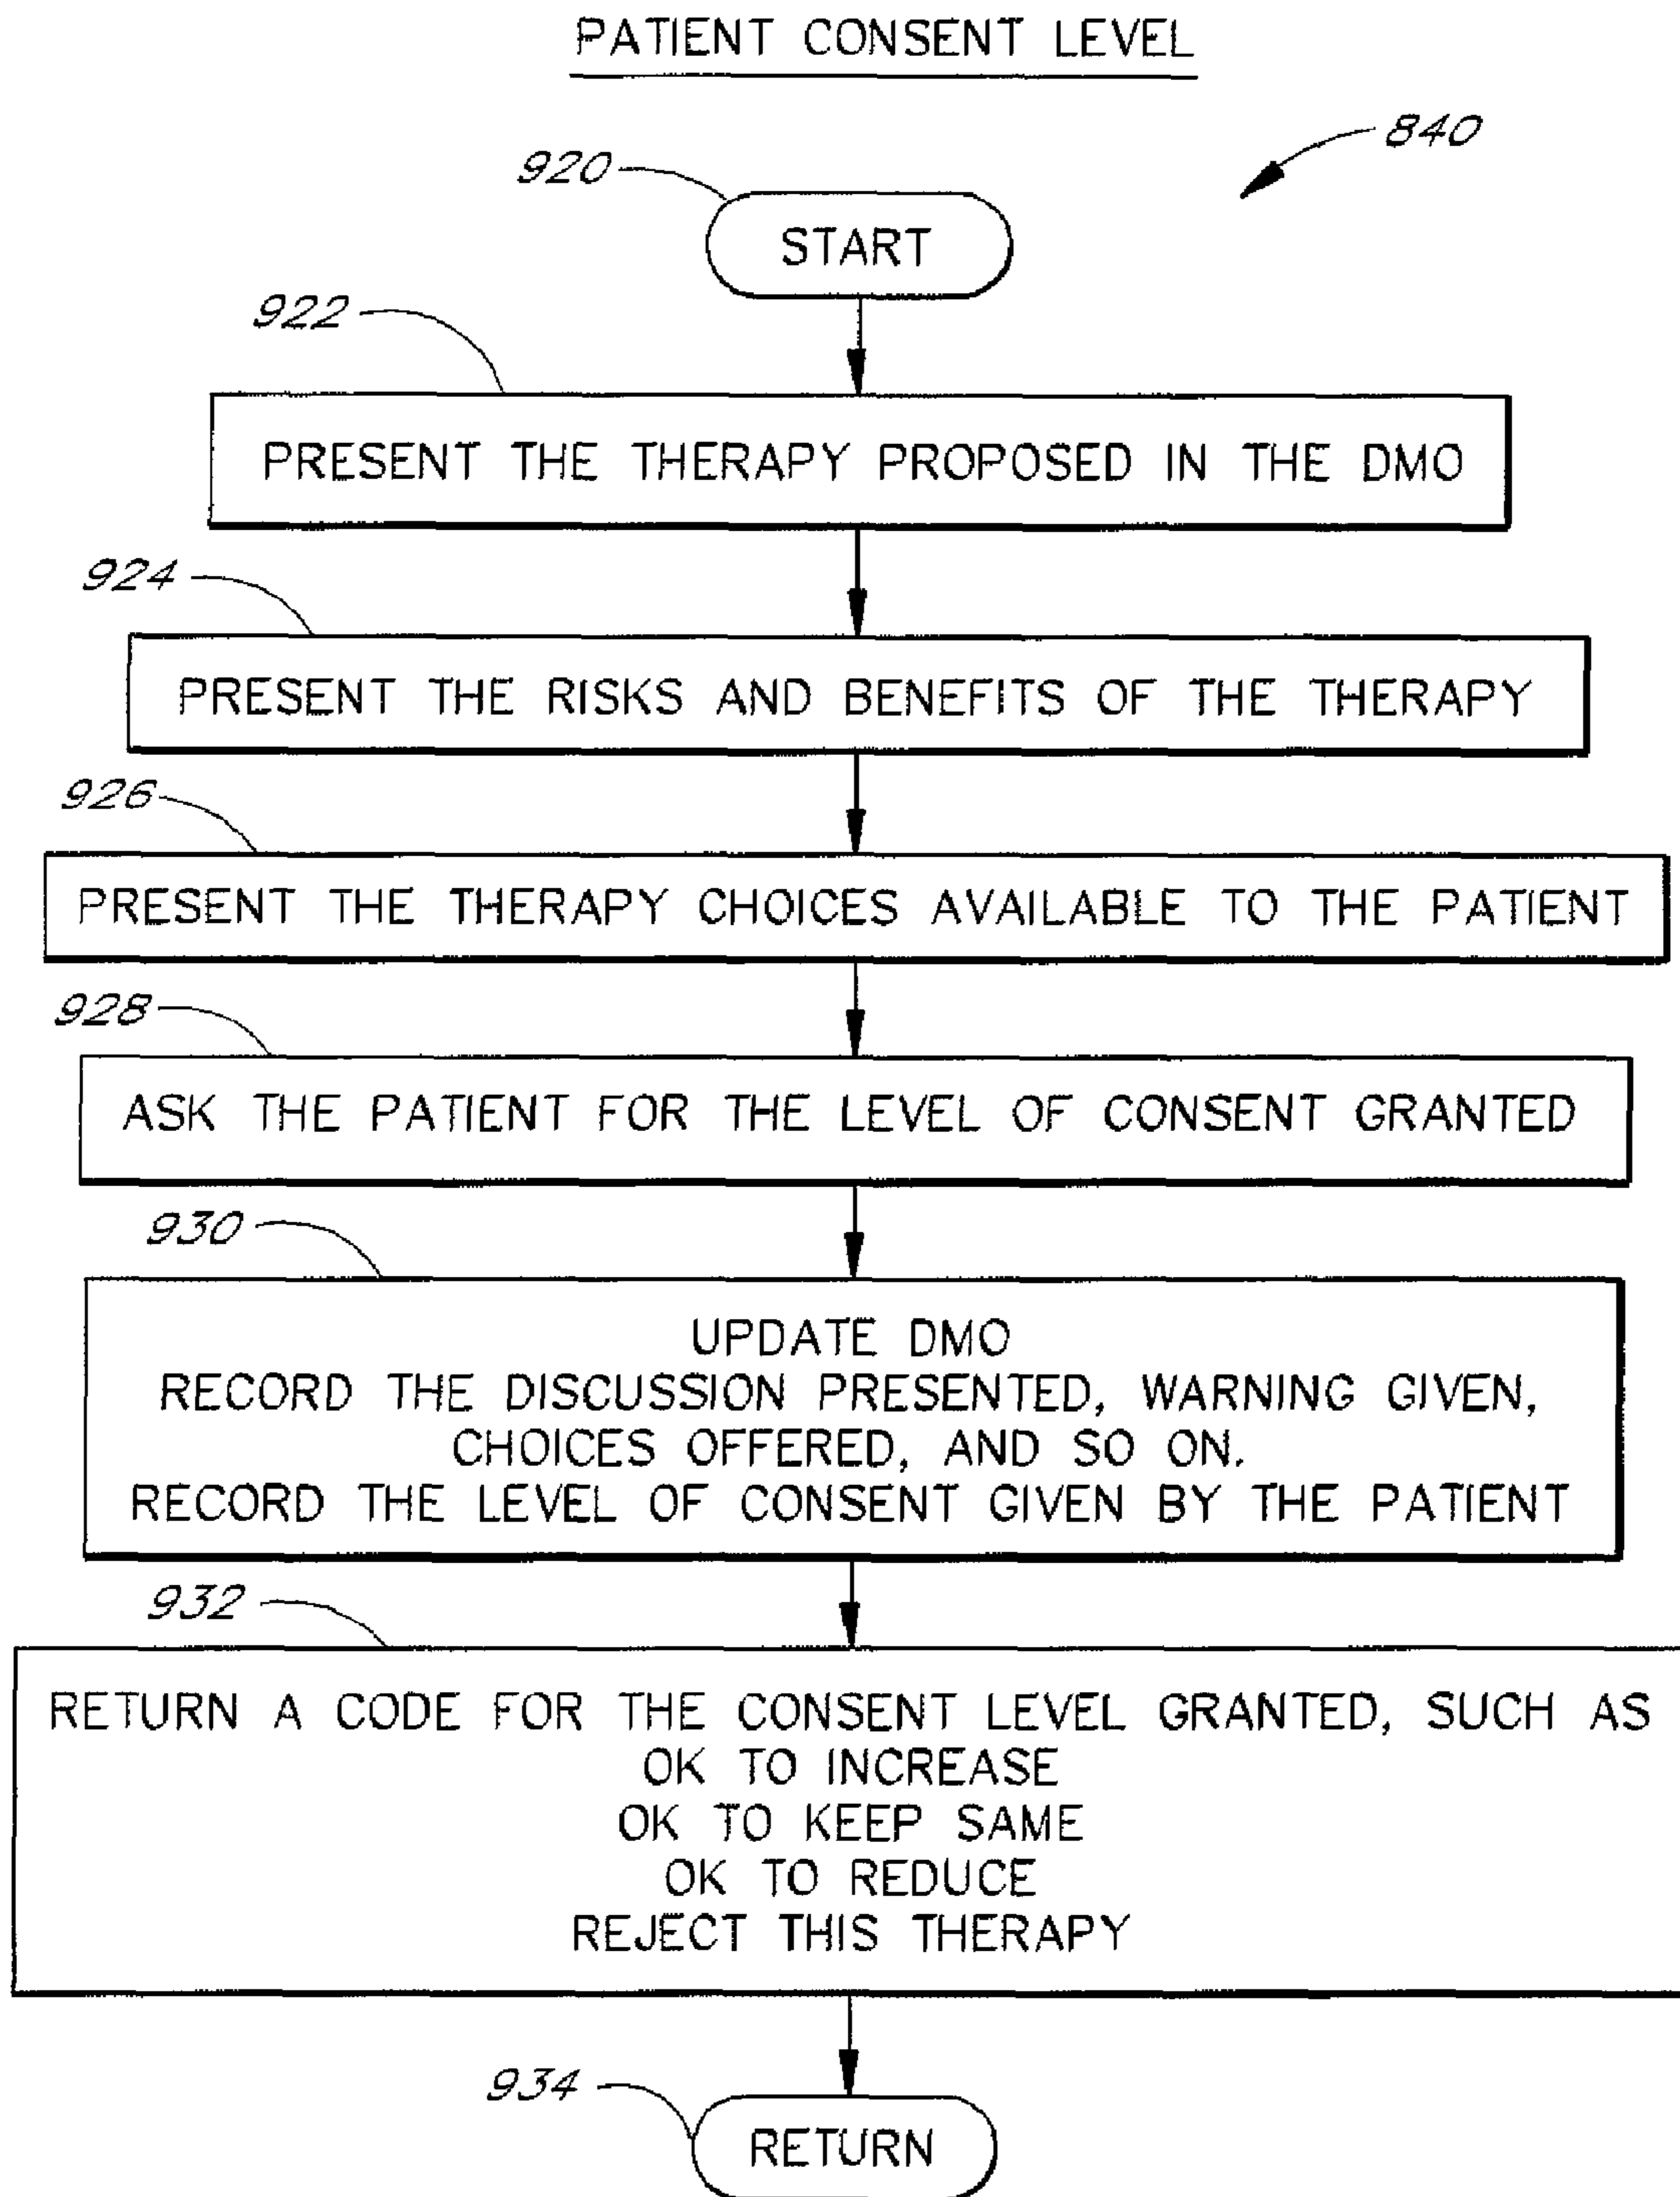 PATIENT CONSENT LEVEL
840
920
START
922
PRESENT THE THERAPY PROPOSED IN THE DMO
924
PRESENT THE RISKS AND BENEFITS OF THE THERAPY
926
PRESENT THE THERAPY CHOICES AVAILABLE TO THE PATIENT
928
ASK THE PATIENT FOR THE LEVEL OF CONSENT GRANTED
930
UPDATE DMO
RECORD THE DISCUSSION PRESENTED, WARNING GIVEN,
CHOICES OFFERED, AND SO ON.
RECORD THE LEVEL OF CONSENT GIVEN BY THE PATIENT
932
RETURN A CODE FOR THE CONSENT LEVEL GRANTED, SUCH AS
OK TO INCREASE
OK TO KEEP SAME
OK TO REDUCE
REJECT THIS THERAPY
934
RETURN